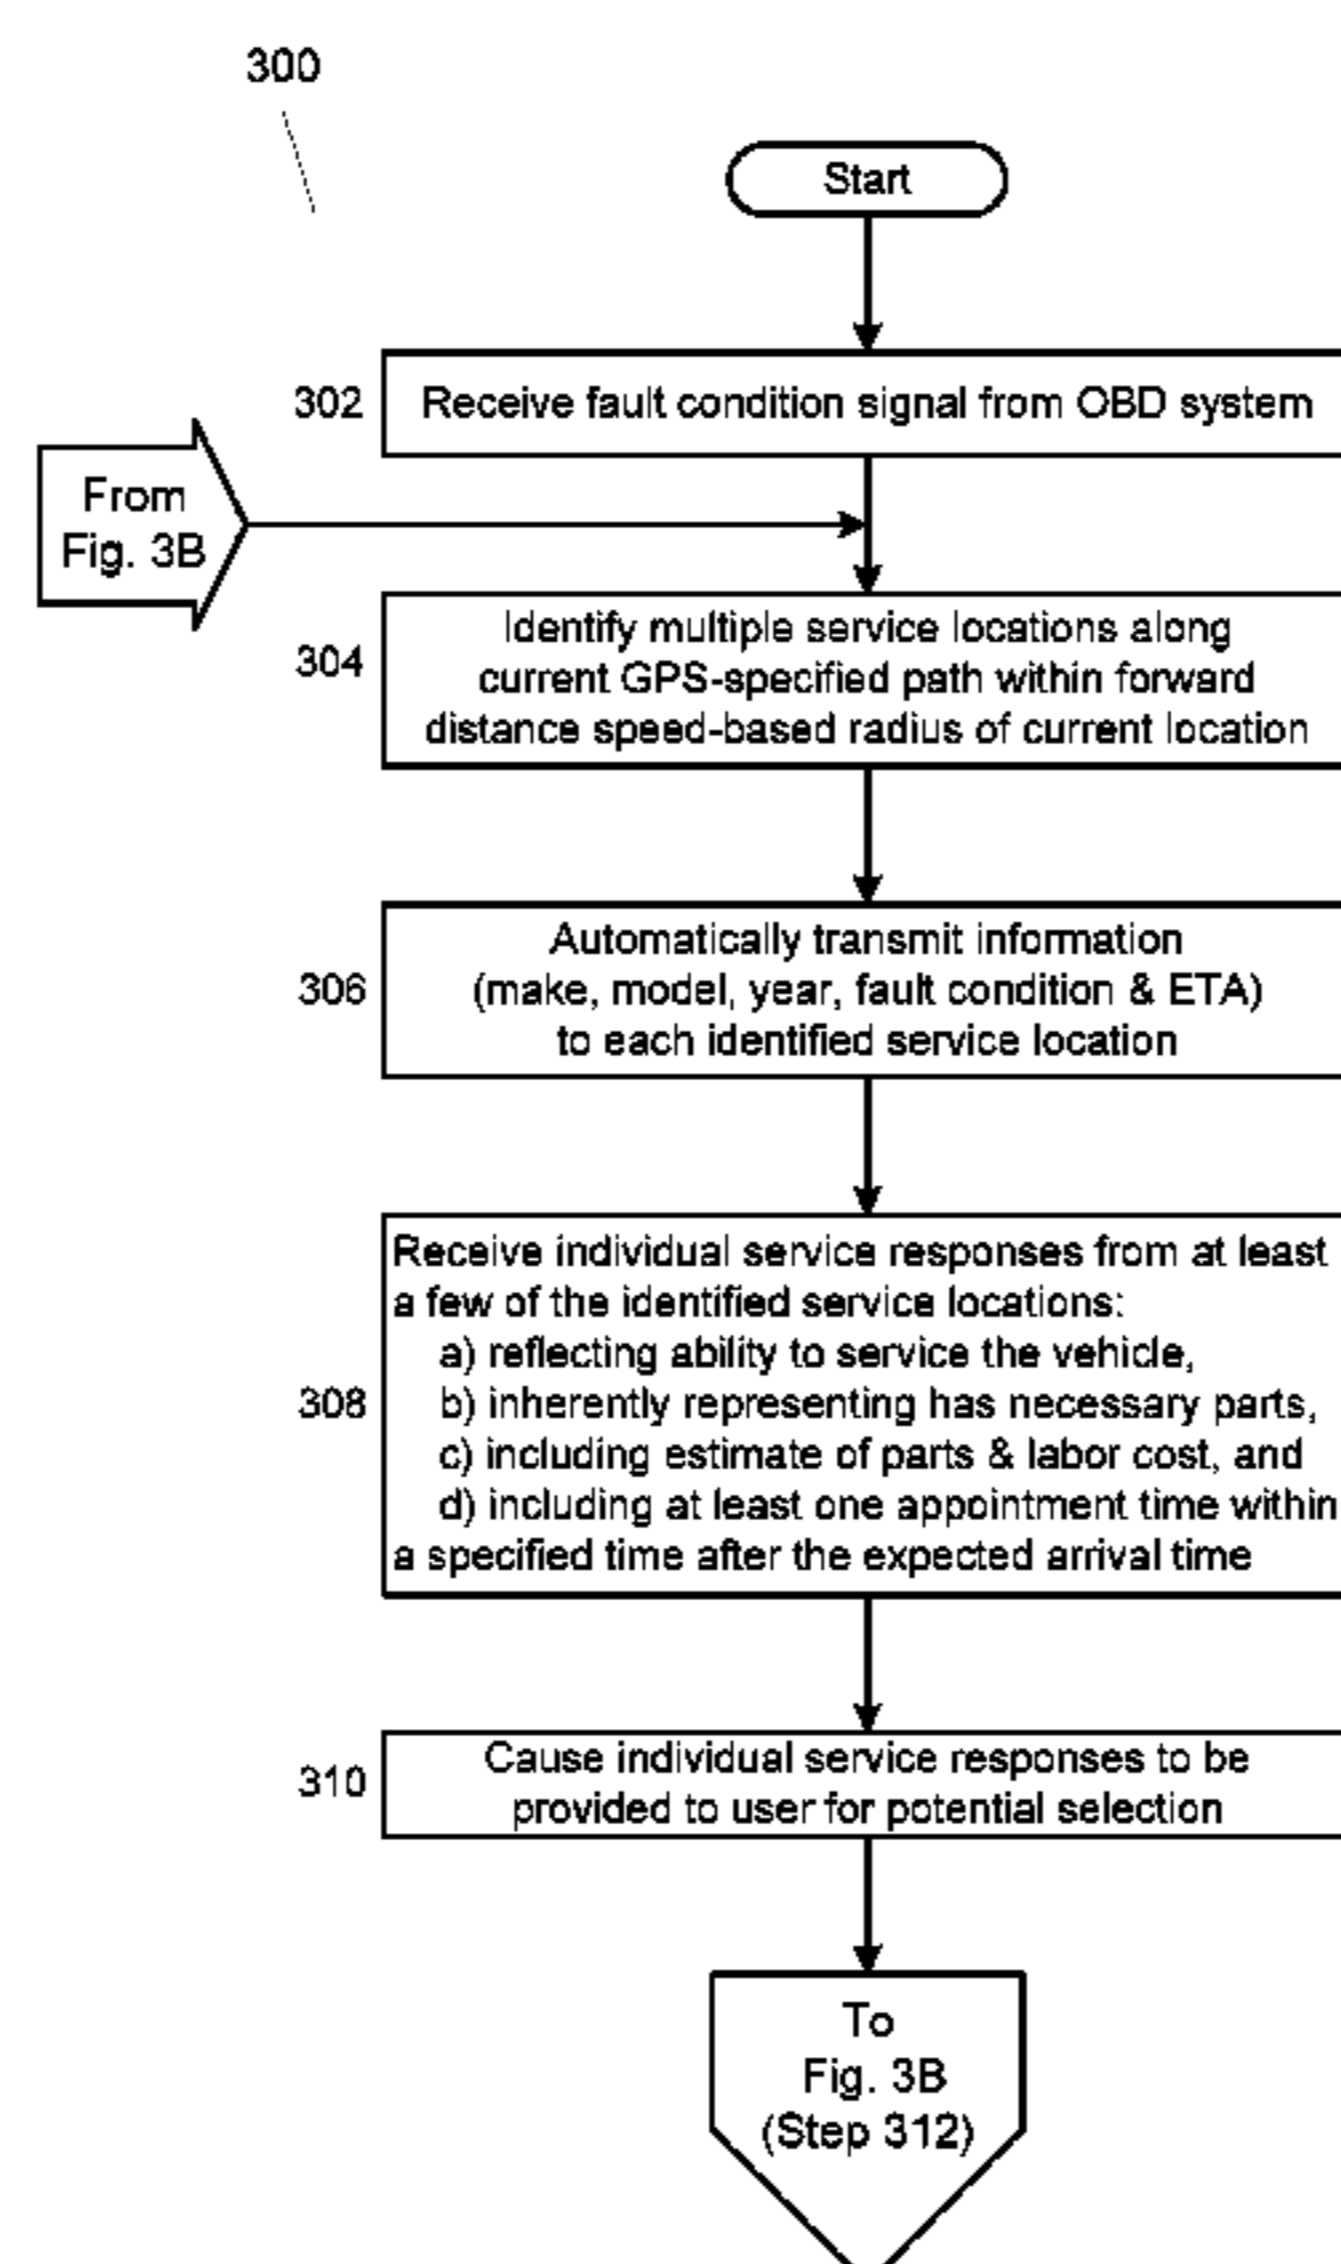 300
Start
302
Receive fault condition signal from OBD system
From
Fig. 3B
304
Identify multiple service locations along
current GPS-specified path within forward
distance speed-based radius of current location
306
Automatically transmit information
(make, model, year, fault condition & ETA)
to each identified service location
308
Receive individual service responses from at least
a few of the identified service locations:
a) reflecting ability to service the vehicle,
b) inherently representing has necessary parts,
c) including estimate of parts & labor cost, and
d) including at least one appointment time within
a specified time after the expected arrival time
310
Cause individual service responses to be
provided to user for potential selection
To
Fig. 3B
(Step 312)